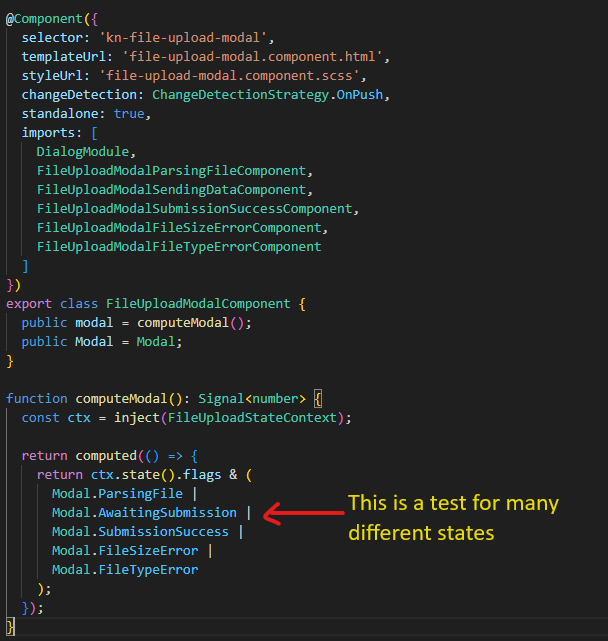 @Component({
  selector: 'kn-file-upload-modal',
  templateUrl: 'file-upload-modal.component.html',
  styleUrl: 'file-upload-modal.component.scss',
  changeDetection: ChangeDetectionStrategy.OnPush,
  standalone: true,
  imports: [
    DialogModule,
    FileUploadModalParsingFileComponent,
    FileUploadModalSendingDataComponent,
    FileUploadModalSubmissionSuccessComponent,
    FileUploadModalFileSizeErrorComponent,
    FileUploadModalFileTypeErrorComponent
  ]
})
export class FileUploadModalComponent {
  public modal = computeModal();
  public Modal = Modal;
}

function computeModal(): Signal<number> {
  const ctx = inject(FileUploadStateContext);

  return computed(() => {
    return ctx.state().flags & (
      Modal.ParsingFile |
      Modal.AwaitingSubmission |
      Modal.SubmissionSuccess |
      Modal.FileSizeError |
      Modal.FileTypeError
    );
  });
}
This is a test for many
different states